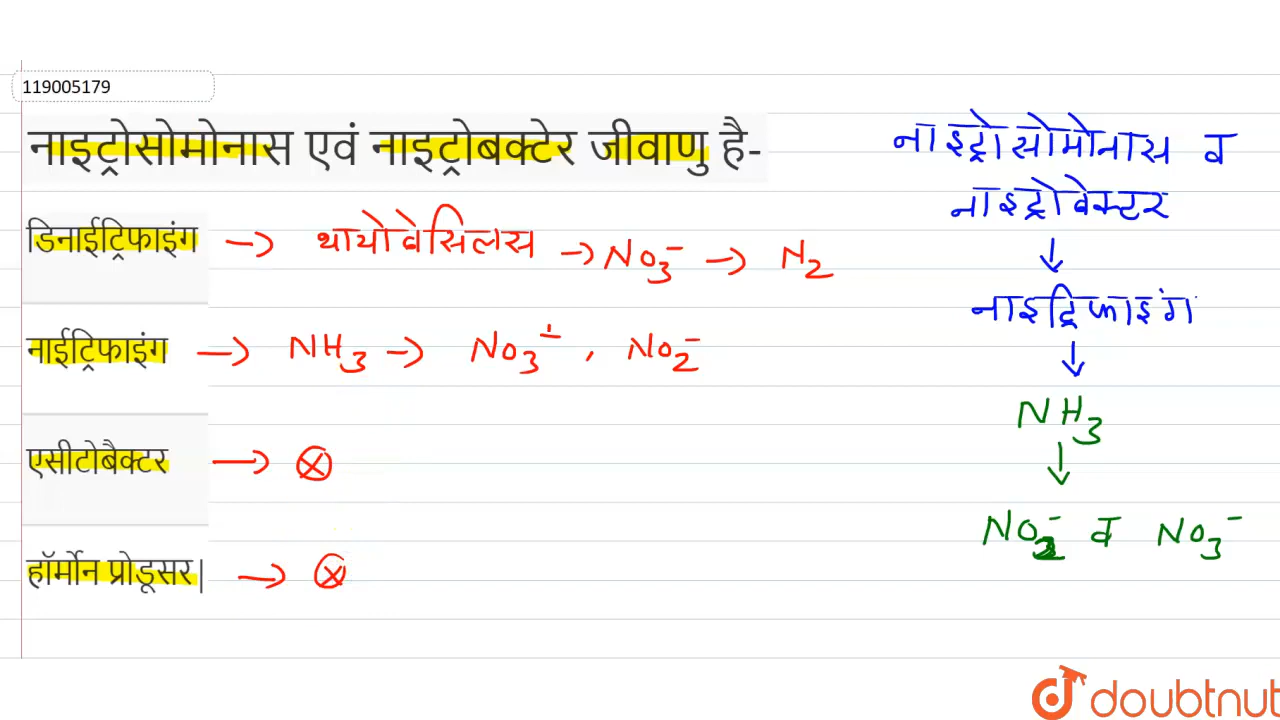 119005179
नाइट्रोसोमोनास एवं नाइट्रोबक्टेर जीवाणु है-
डिनाईट्रिफाइंग → थायोबेसिलस → NO₃⁻ → N₂
नाईट्रिफाइंग → NH₃ → NO₃⁻, NO₂⁻
एसीटोबैक्टर → ⊗
हॉर्मोन प्रोडूसर| → ⊗
नाइट्रोसोमोनास व
नाइट्रोबेक्टर
↓
नाइट्रिफाइंग
↓
NH₃
↓
NO₂⁻ व NO₃⁻
doubtnut